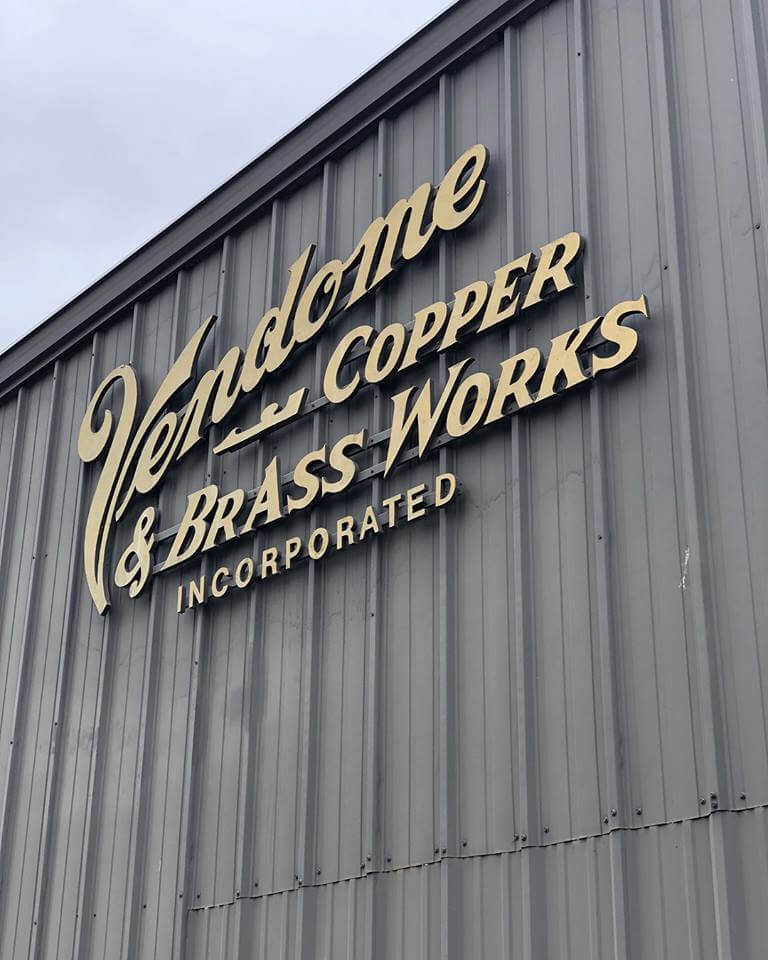 Vendome
COPPER
& BRASS WORKS
INCORPORATED